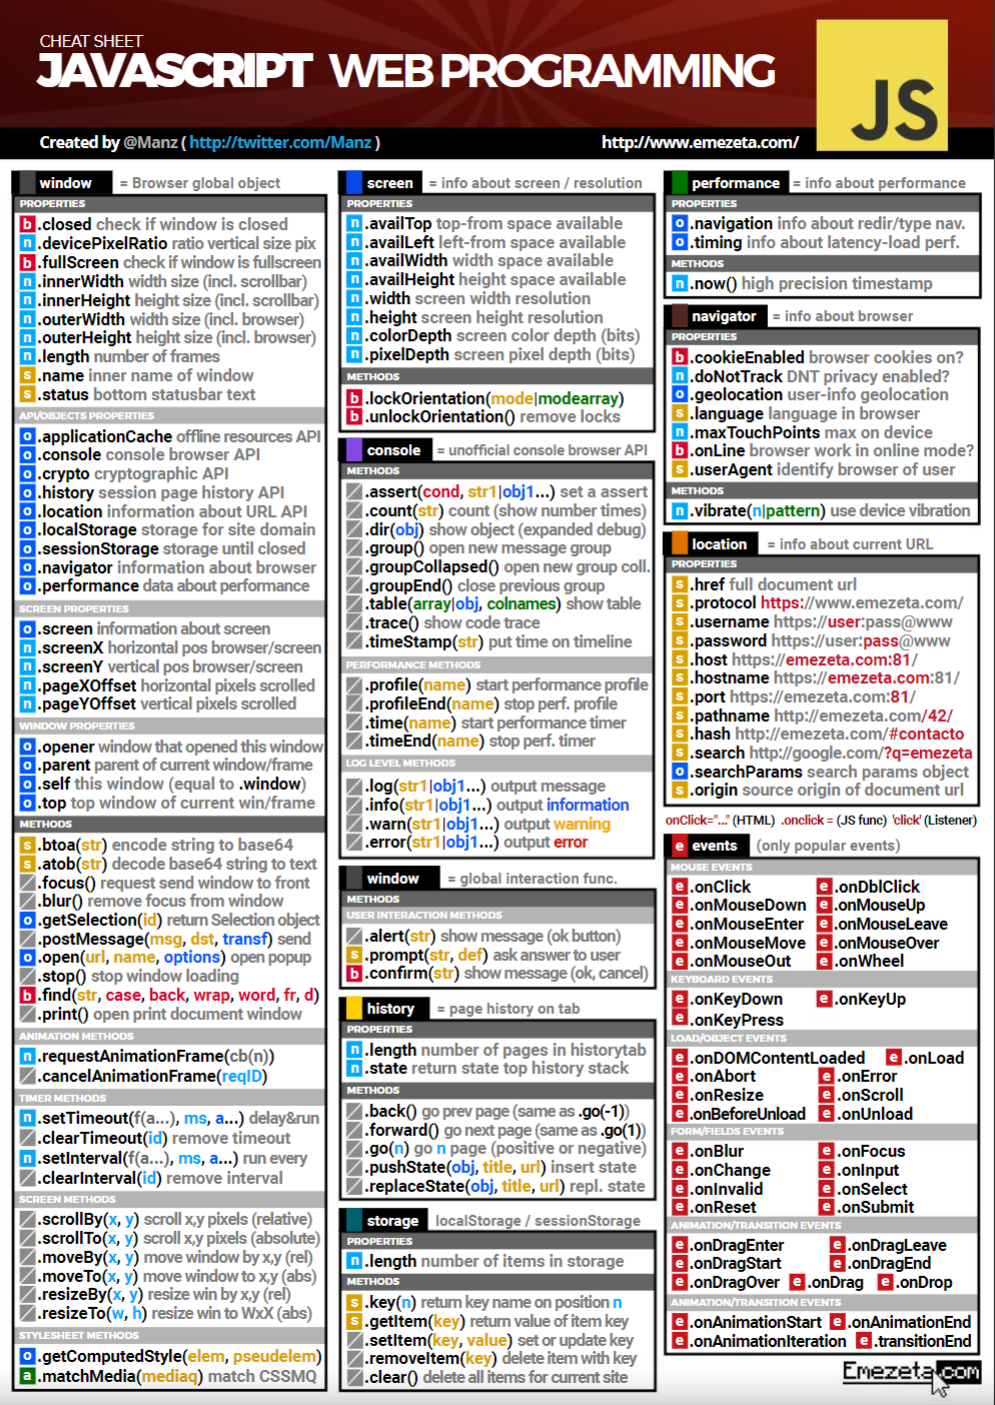 CHEAT SHEET
JAVASCRIPT WEB PROGRAMMING
JS
Created by @Manz ( http://twitter.com/Manz )
http://www.emezeta.com/
window = Browser global object
PROPERTIES
b .closed check if window is closed
n .devicePixelRatio ratio vertical size pix
b .fullScreen check if window is fullscreen
n .innerWidth width size (incl. scrollbar)
n .innerHeight height size (incl. scrollbar)
n .outerWidth width size (incl. browser)
n .outerHeight height size (incl. browser)
n .length number of frames
s .name inner name of window
s .status bottom statusbar text
API/OBJECTS PROPERTIES
o .applicationCache offline resources API
o .console console browser API
o .crypto cryptographic API
o .history session page history API
o .location information about URL API
o .localStorage storage for site domain
o .sessionStorage storage until closed
o .navigator information about browser
o .performance data about performance
SCREEN PROPERTIES
o .screen information about screen
n .screenX horizontal pos browser/screen
n .screenY vertical pos browser/screen
n .pageXOffset horizontal pixels scrolled
n .pageYOffset vertical pixels scrolled
WINDOW PROPERTIES
o .opener window that opened this window
o .parent parent of current window/frame
o .self this window (equal to .window)
o .top top window of current win/frame
METHODS
s .btoa(str) encode string to base64
s .atob(str) decode base64 string to text
.focus() request send window to front
.blur() remove focus from window
o .getSelection(id) return Selection object
.postMessage(msg, dst, transf) send
o .open(url, name, options) open popup
.stop() stop window loading
b .find(str, case, back, wrap, word, fr, d)
.print() open print document window
ANIMATION METHODS
n .requestAnimationFrame(cb(n))
.cancelAnimationFrame(reqID)
TIMER METHODS
n .setTimeout(f(a...), ms, a...) delay&run
.clearTimeout(id) remove timeout
n .setInterval(f(a...), ms, a...) run every
.clearInterval(id) remove interval
SCREEN METHODS
.scrollBy(x, y) scroll x,y pixels (relative)
.scrollTo(x, y) scroll x,y pixels (absolute)
.moveBy(x, y) move window by x,y (rel)
.moveTo(x, y) move window to x,y (abs)
.resizeBy(x, y) resize win by x,y (rel)
.resizeTo(w, h) resize win to WxX (abs)
STYLESHEET METHODS
o .getComputedStyle(elem, pseudelem)
a .matchMedia(mediaq) match CSSMQ
screen = info about screen / resolution
PROPERTIES
n .availTop top-from space available
n .availLeft left-from space available
n .availWidth width space available
n .availHeight height space available
n .width screen width resolution
n .height screen height resolution
n .colorDepth screen color depth (bits)
n .pixelDepth screen pixel depth (bits)
METHODS
b .lockOrientation(mode|modearray)
b .unlockOrientation() remove locks
console = unofficial console browser API
METHODS
.assert(cond, str1|obj1...) set a assert
.count(str) count (show number times)
.dir(obj) show object (expanded debug)
.group() open new message group
.groupCollapsed() open new group coll.
.groupEnd() close previous group
.table(array|obj, colnames) show table
.trace() show code trace
.timeStamp(str) put time on timeline
PERFORMANCE METHODS
.profile(name) start performance profile
.profileEnd(name) stop perf. profile
.time(name) start performance timer
.timeEnd(name) stop perf. timer
LOG LEVEL METHODS
.log(str1|obj1...) output message
.info(str1|obj1...) output information
.warn(str1|obj1...) output warning
.error(str1|obj1...) output error
window = global interaction func.
METHODS
USER INTERACTION METHODS
.alert(str) show message (ok button)
s .prompt(str, def) ask answer to user
b .confirm(str) show message (ok, cancel)
history = page history on tab
PROPERTIES
n .length number of pages in historytab
n .state return state top history stack
METHODS
.back() go prev page (same as .go(-1))
.forward() go next page (same as .go(1))
.go(n) go n page (positive or negative)
.pushState(obj, title, url) insert state
.replaceState(obj, title, url) repl. state
storage localStorage / sessionStorage
PROPERTIES
n .length number of items in storage
METHODS
s .key(n) return key name on position n
s .getItem(key) return value of item key
.setItem(key, value) set or update key
.removeItem(key) delete item with key
.clear() delete all items for current site
performance = info about performance
PROPERTIES
o .navigation info about redir/type nav.
o .timing info about latency-load perf.
METHODS
n .now() high precision timestamp
navigator = info about browser
PROPERTIES
b .cookieEnabled browser cookies on?
n .doNotTrack DNT privacy enabled?
o .geolocation user-info geolocation
s .language language in browser
n .maxTouchPoints max on device
b .onLine browser work in online mode?
s .userAgent identify browser of user
METHODS
n .vibrate(n|pattern) use device vibration
location = info about current URL
PROPERTIES
s .href full document url
s .protocol https://www.emezeta.com/
s .username https://user:pass@www
s .password https://user:pass@www
s .host https://emezeta.com:81/
s .hostname https://emezeta.com:81/
s .port https://emezeta.com:81/
s .pathname http://emezeta.com/42/
s .hash http://emezeta.com/#contacto
s .search http://google.com/?q=emezeta
o .searchParams search params object
s .origin source origin of document url
onClick="..." (HTML) .onclick = (JS func) 'click' (Listener)
e events (only popular events)
MOUSE EVENTS
e .onClick e .onDblClick
e .onMouseDown e .onMouseUp
e .onMouseEnter e .onMouseLeave
e .onMouseMove e .onMouseOver
e .onMouseOut e .onWheel
KEYBOARD EVENTS
e .onKeyDown e .onKeyUp
e .onKeyPress
LOAD/OBJECT EVENTS
e .onDOMContentLoaded e .onLoad
e .onAbort e .onError
e .onResize e .onScroll
e .onBeforeUnload e .onUnload
FORM/FIELDS EVENTS
e .onBlur e .onFocus
e .onChange e .onInput
e .onInvalid e .onSelect
e .onReset e .onSubmit
ANIMATION/TRANSITION EVENTS
e .onDragEnter e .onDragLeave
e .onDragStart e .onDragEnd
e .onDragOver e .onDrag e .onDrop
ANIMATION/TRANSITION EVENTS
e .onAnimationStart e .onAnimationEnd
e .onAnimationIteration e .transitionEnd
Emezeta.com